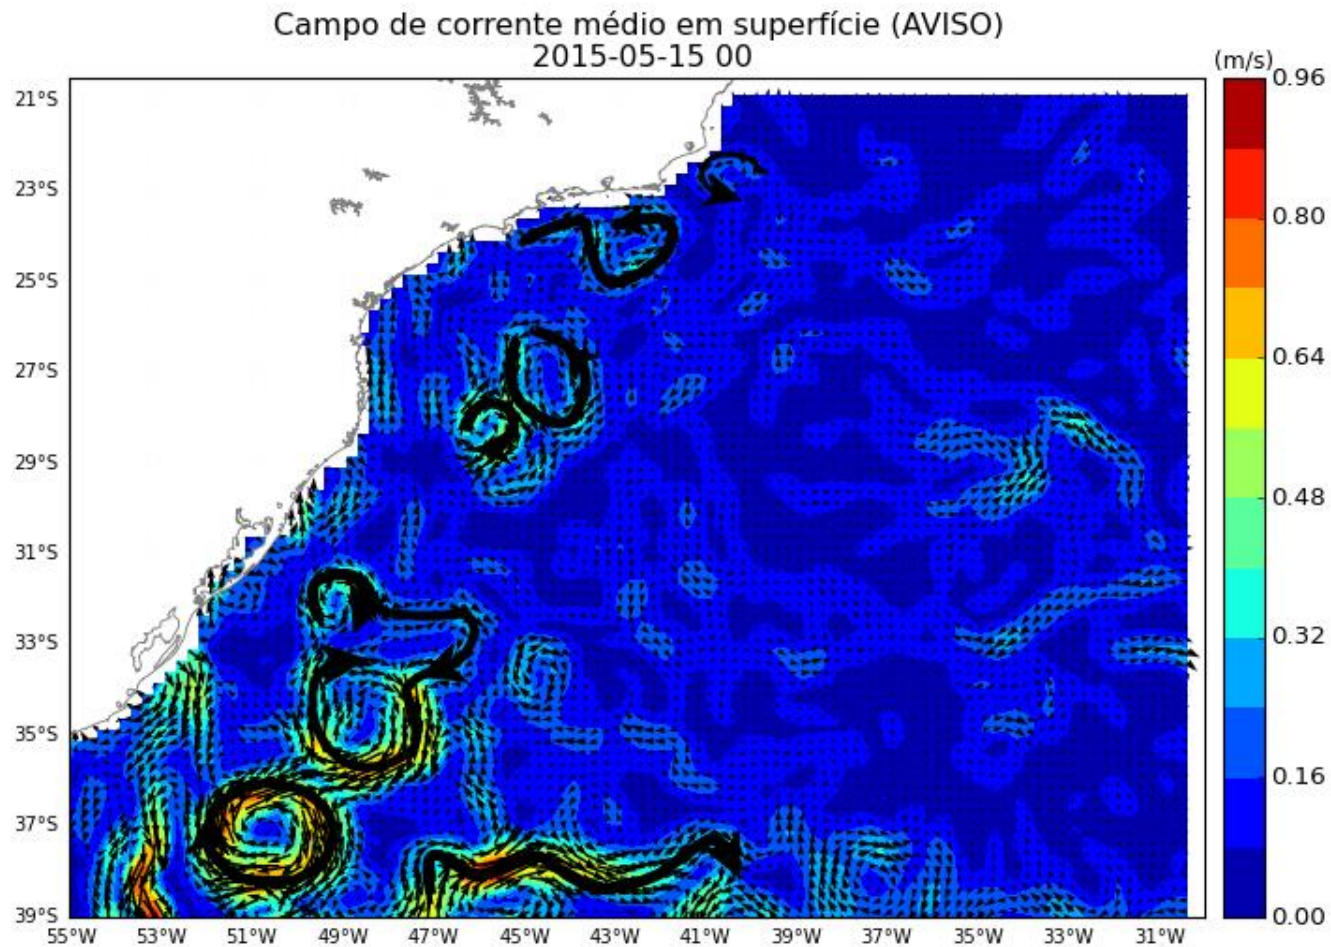 Campo de corrente médio em superfície (AVISO)
2015-05-15 00
(m/s)
0.96
0.80
0.64
0.48
0.32
0.16
0.00
21°S
23°S
25°S
27°S
29°S
31°S
33°S
35°S
37°S
39°S
55°W 53°W 51°W 49°W 47°W 45°W 43°W 41°W 39°W 37°W 35°W 33°W 31°W